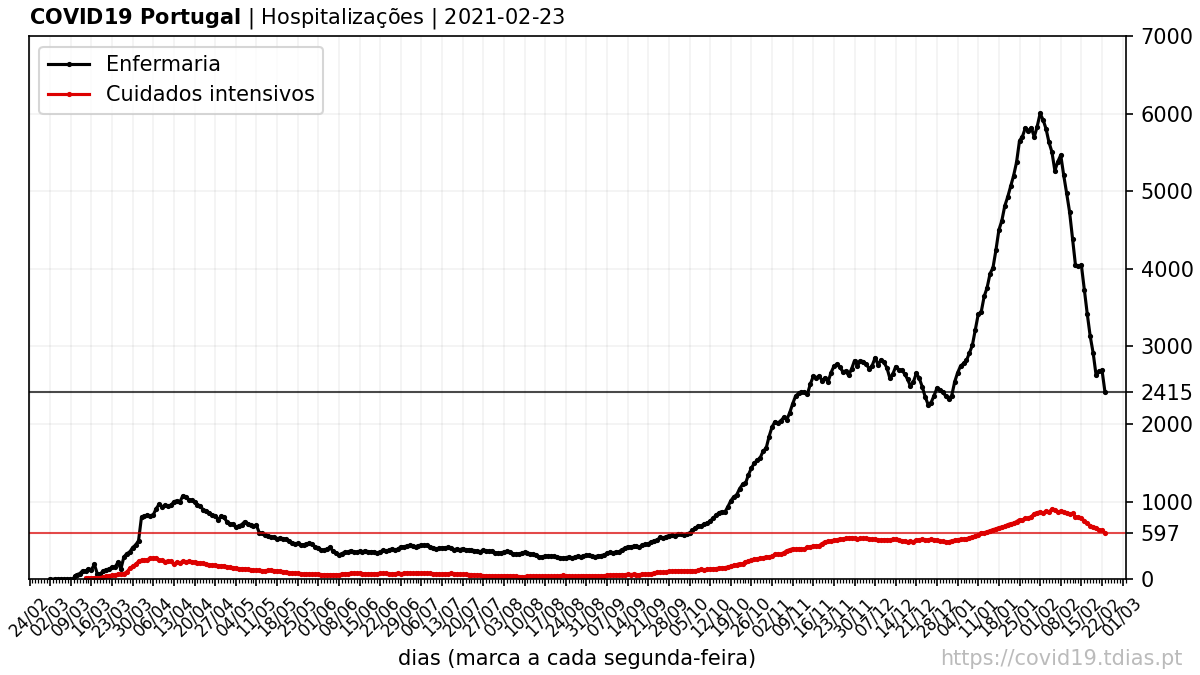 COVID19 Portugal | Hospitalizações | 2021-02-23
Enfermaria
Cuidados intensivos
7000
6000
5000
4000
3000
2415
2000
1000
597
0
24/02 02/03 09/03 16/03 23/03 30/03 06/04 13/04 20/04 27/04 04/05 11/05 18/05 25/05 01/06 08/06 15/06 22/06 29/06 06/07 13/07 20/07 27/07 03/08 10/08 17/08 24/08 31/08 07/09 14/09 21/09 28/09 05/10 12/10 19/10 26/10 02/11 09/11 16/11 23/11 30/11 07/12 14/12 21/12 28/12 04/01 11/01 18/01 25/01 01/02 08/02 15/02 22/02 01/03
dias (marca a cada segunda-feira)
https://covid19.tdias.pt